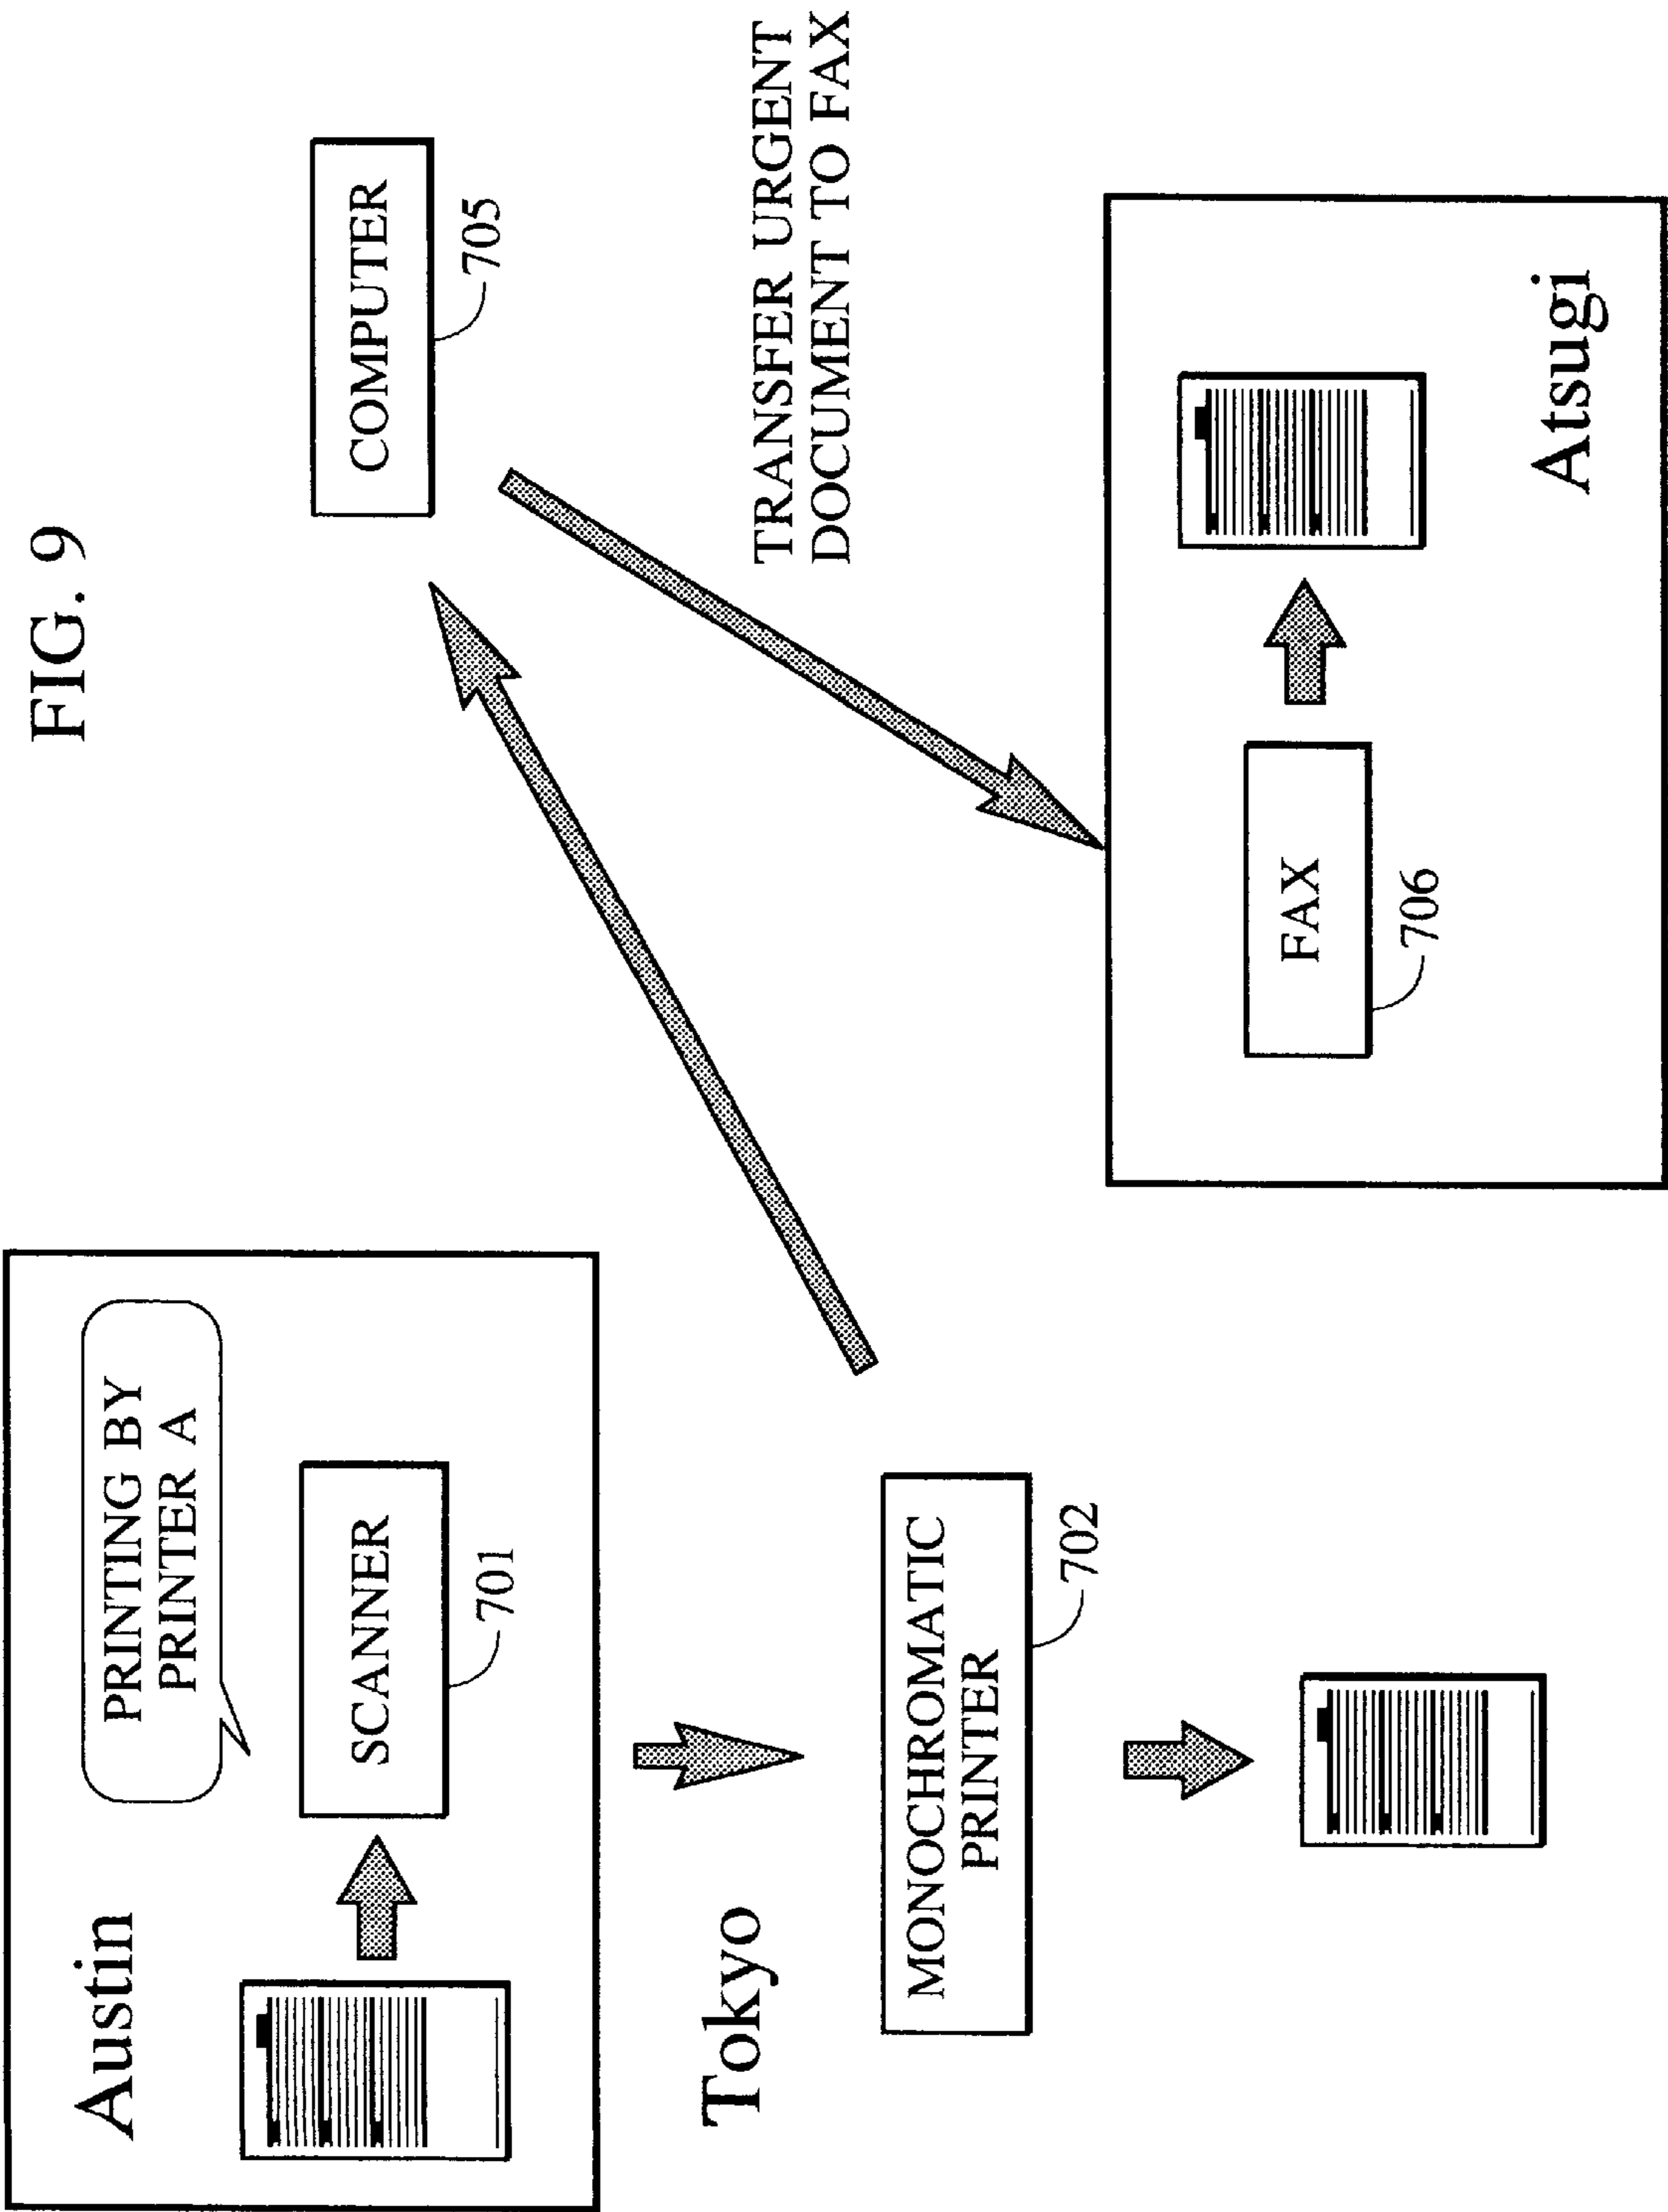 FIG. 9
Austin
PRINTING BY
PRINTER A
SCANNER
701
Tokyo
MONOCHROMATIC
PRINTER
702
COMPUTER
705
TRANSFER URGENT
DOCUMENT TO FAX
FAX
706
Atsugi